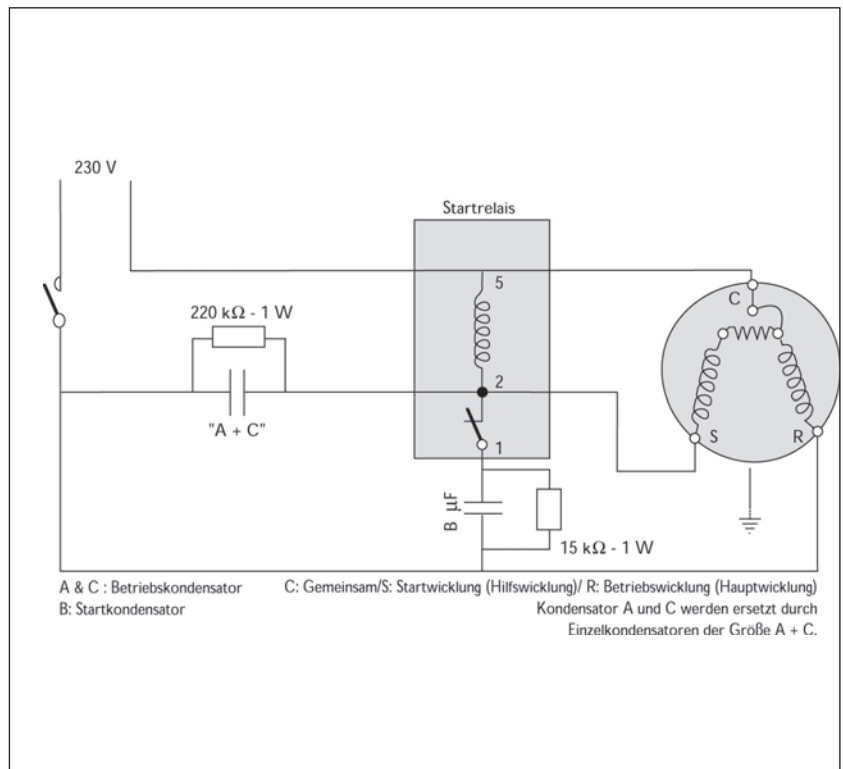 230 V
Startrelais
5
C
220 kΩ - 1 W
2
"A + C"
S
R
1
B µF
15 kΩ - 1 W
A & C : Betriebskondensator
B: Startkondensator
C: Gemeinsam/S: Startwicklung (Hilfswicklung)/ R: Betriebswicklung (Hauptwicklung)
Kondensator A und C werden ersetzt durch
Einzelkondensatoren der Größe A + C.